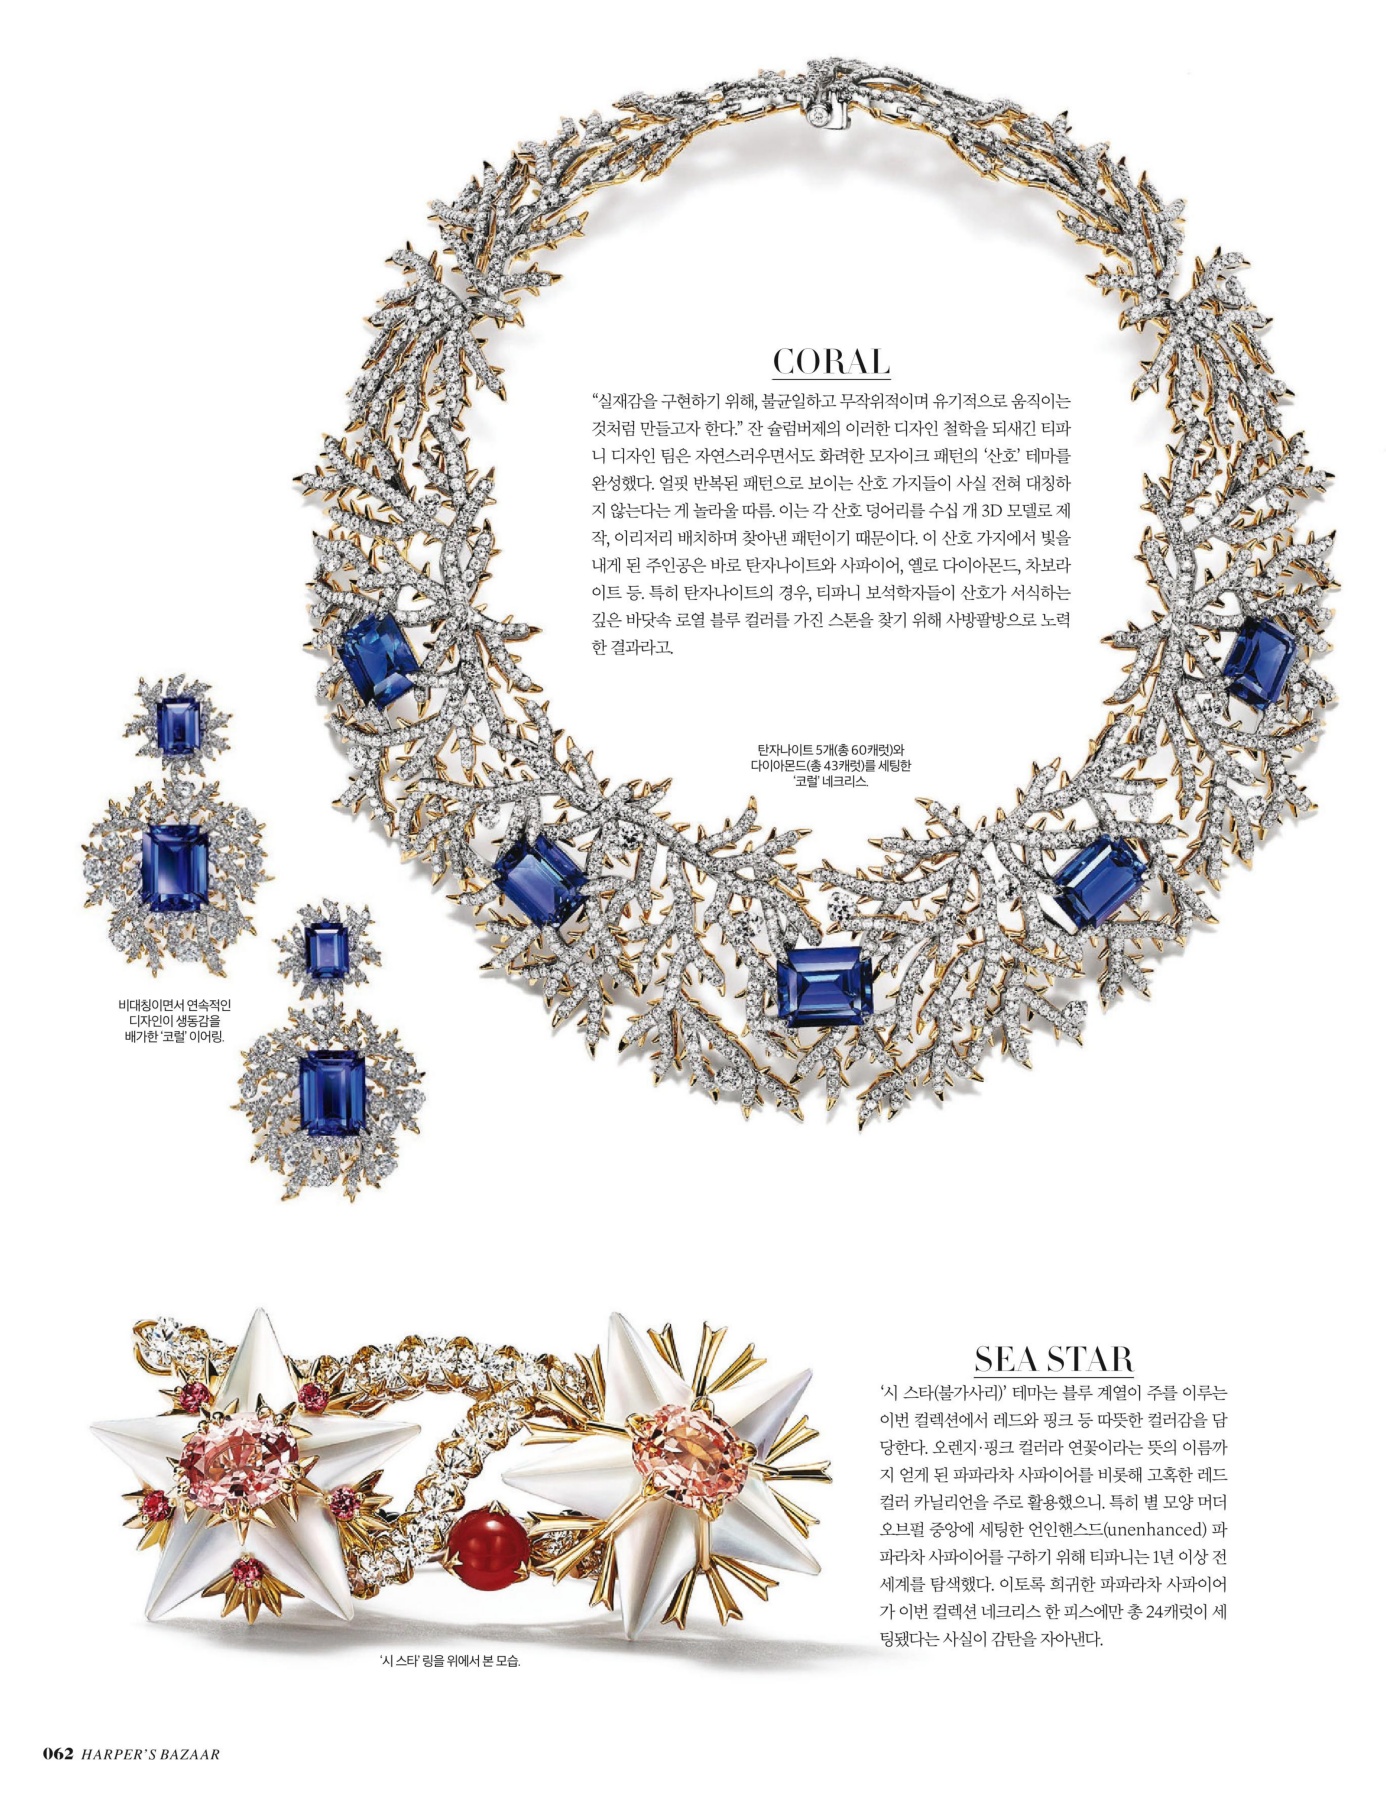 CORAL
“실재감을 구현하기 위해, 불균일하고 무작위적이며 유기적으로 움직이는
것처럼 만들고자 한다.” 잔 슐럼버제의 이러한 디자인 철학을 되새긴 티파
니 디자인 팀은 자연스러우면서도 화려한 모자이크 패턴의 ‘산호’ 테마를
완성했다. 얼핏 반복된 패턴으로 보이는 산호 가지들이 사실 전혀 대칭하
지 않는다는 게 놀라울 따름. 이는 각 산호 덩어리를 수십 개 3D 모델로 제
작, 이리저리 배치하며 찾아낸 패턴이기 때문이다. 이 산호 가지에서 빛을
내게 된 주인공은 바로 탄자나이트와 사파이어, 옐로 다이아몬드, 차보라
이트 등. 특히 탄자나이트의 경우, 티파니 보석학자들이 산호가 서식하는
깊은 바닷속 로열 블루 컬러를 가진 스톤을 찾기 위해 사방팔방으로 노력
한 결과라고.
탄자나이트 5개(총 60캐럿)와
다이아몬드(총 43캐럿)를 세팅한
‘코럴’ 네크리스.
비대칭이면서 연속적인
디자인이 생동감을
배가한 ‘코럴’ 이어링.
SEA STAR
‘시 스타(불가사리)’ 테마는 블루 계열이 주를 이루는
이번 컬렉션에서 레드와 핑크 등 따뜻한 컬러감을 담
당한다. 오렌지·핑크 컬러라 연꽃이라는 뜻의 이름까
지 얻게 된 파파라차 사파이어를 비롯해 고혹한 레드
컬러 카닐리언을 주로 활용했으니. 특히 별 모양 머더
오브펄 중앙에 세팅한 언인핸스드(unenhanced) 파
파라차 사파이어를 구하기 위해 티파니는 1년 이상 전
세계를 탐색했다. 이토록 희귀한 파파라차 사파이어
가 이번 컬렉션 네크리스 한 피스에만 총 24캐럿이 세
팅됐다는 사실이 감탄을 자아낸다.
‘시 스타’ 링을 위에서 본 모습.
062 HARPER’S BAZAAR